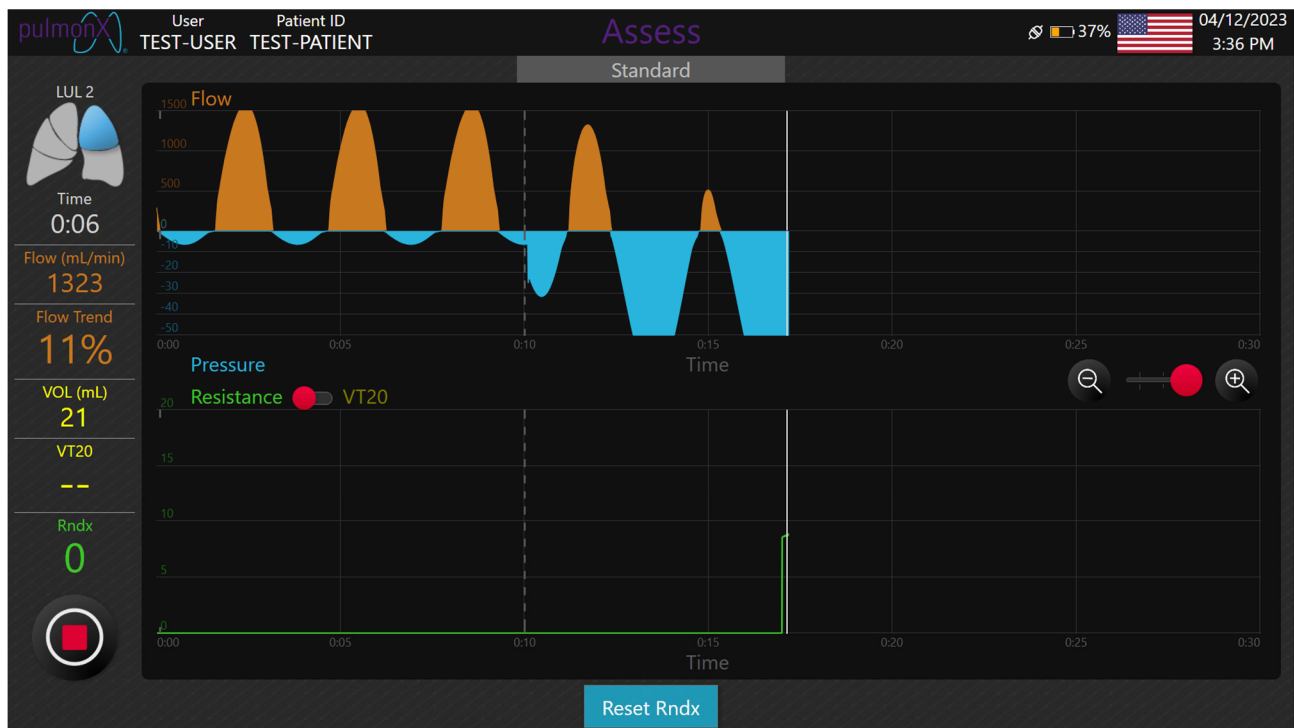 pulmonX
User
TEST-USER
Patient ID
TEST-PATIENT
Assess
37%
04/12/2023
3:36 PM
Standard
LUL 2
Time
0:06
Flow (mL/min)
1323
Flow Trend
11%
VOL (mL)
21
VT20
--
Rndx
0
Flow
1500
1000
500
0
-10
-20
-30
-40
-50
0:00 0:05 0:10 0:15 0:20 0:25 0:30
Time
Pressure
Resistance VT20
20
15
10
5
0
0:00 0:05 0:10 0:15 0:20 0:25 0:30
Time
Reset Rndx